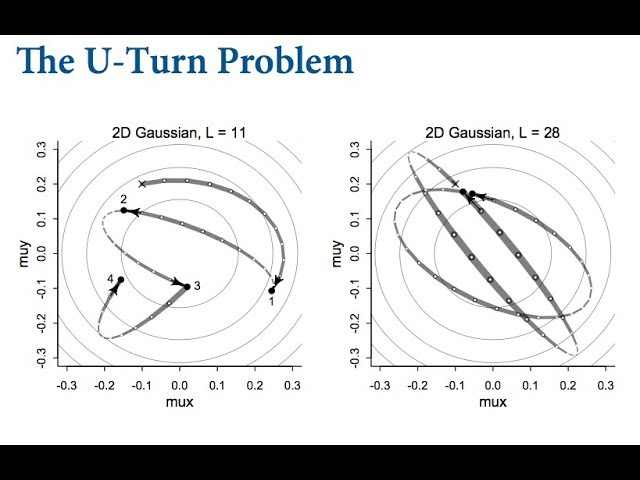 The U-Turn Problem
2D Gaussian, L = 11
0.3
0.2
0.1
0.0
-0.1
-0.2
-0.3
muy
2
4
3
1
-0.3 -0.2 -0.1 0.0 0.1 0.2 0.3
mux
2D Gaussian, L = 28
0.3
0.2
0.1
0.0
-0.1
-0.2
-0.3
muy
-0.3 -0.2 -0.1 0.0 0.1 0.2 0.3
mux